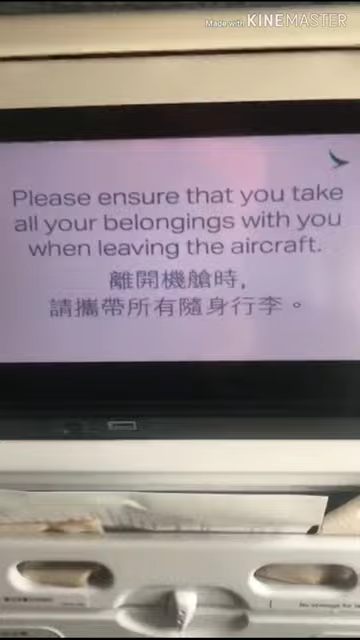 Made with KINEMASTER
Please ensure that you take
all your belongings with you
when leaving the aircraft.
離開機艙時,
請攜帶所有隨身行李。